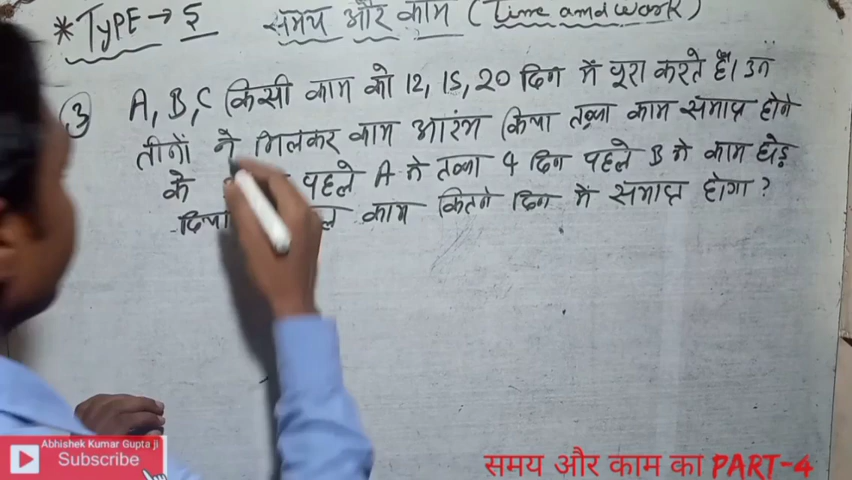 * TYPE → 5 समय और काम (Time and work)
③ A, B, C किसी काम को 12, 15, 20 दिन में पूरा करते हैं। उन
तीनों ने मिलकर काम आरंभ किया तथा काम समाप्त होने
के पहले A ने तथा 4 दिन पहले B ने काम छोड़
दिया काम कितने दिन में समाप्त होगा ?
Abhishek Kumar Gupta ji
Subscribe
समय और काम का PART-4